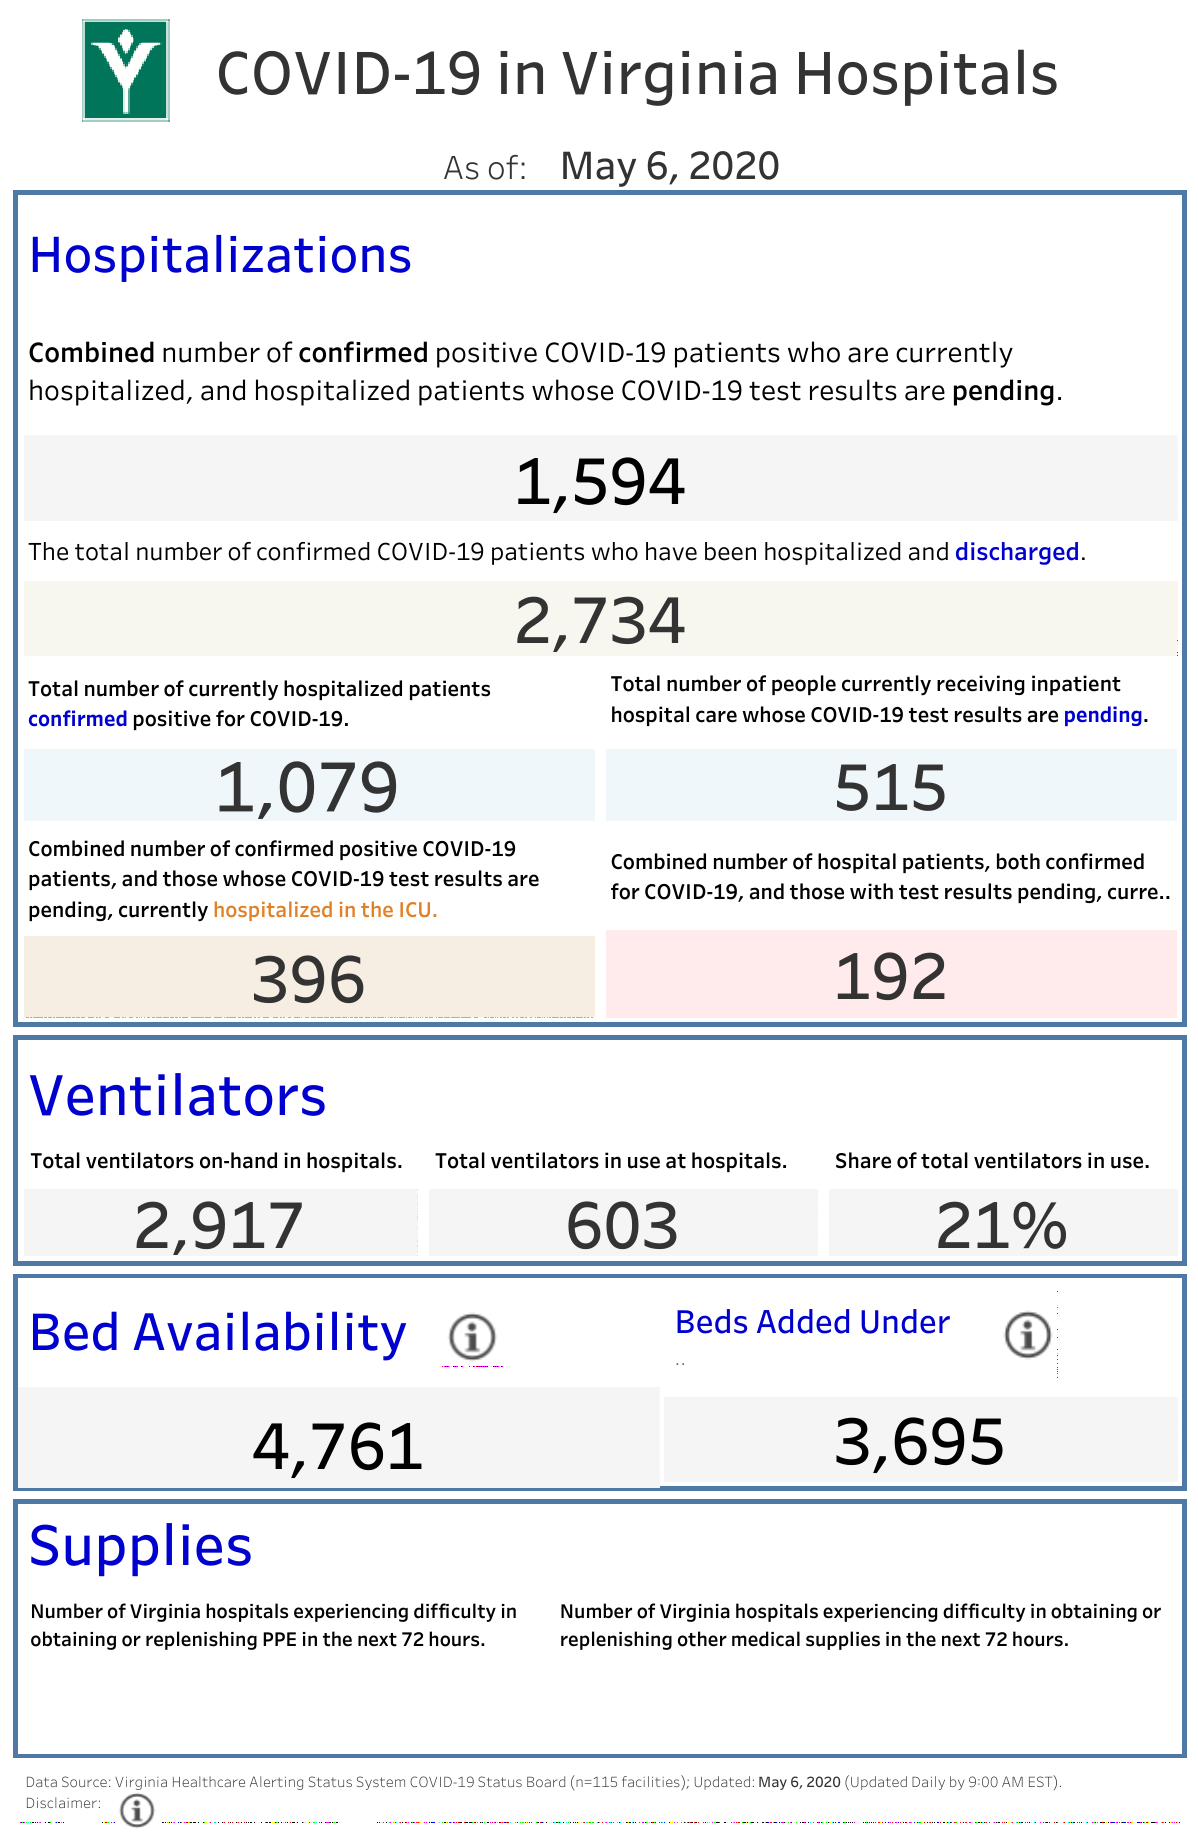 COVID-19 in Virginia Hospitals
As of: May 6, 2020
Hospitalizations
Combined number of confirmed positive COVID-19 patients who are currently
hospitalized, and hospitalized patients whose COVID-19 test results are pending.
1,594
The total number of confirmed COVID-19 patients who have been hospitalized and discharged.
2,734
Total number of currently hospitalized patients
confirmed positive for COVID-19.
1,079
Total number of people currently receiving inpatient
hospital care whose COVID-19 test results are pending.
515
Combined number of confirmed positive COVID-19
patients, and those whose COVID-19 test results are
pending, currently hospitalized in the ICU.
396
Combined number of hospital patients, both confirmed
for COVID-19, and those with test results pending, curre..
192
Ventilators
Total ventilators on-hand in hospitals.
2,917
Total ventilators in use at hospitals.
603
Share of total ventilators in use.
21%
Bed Availability
4,761
Beds Added Under
..
3,695
Supplies
Number of Virginia hospitals experiencing difficulty in
obtaining or replenishing PPE in the next 72 hours.
Number of Virginia hospitals experiencing difficulty in obtaining or
replenishing other medical supplies in the next 72 hours.
Data Source: Virginia Healthcare Alerting Status System COVID-19 Status Board (n=115 facilities); Updated: May 6, 2020 (Updated Daily by 9:00 AM EST).
Disclaimer: